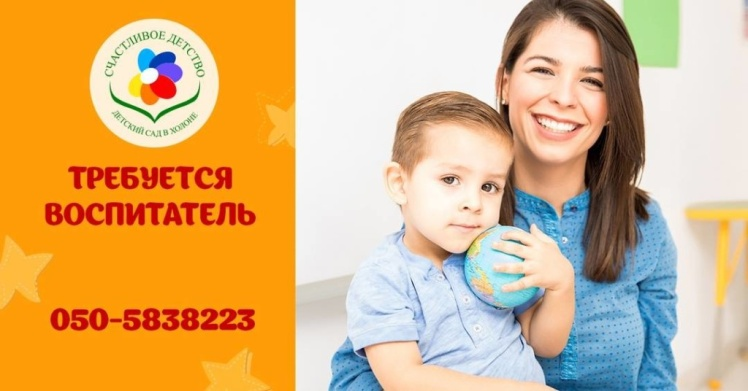 СЧАСТЛИВОЕ ДЕТСТВО
ДЕТСКИЙ САД В ХОЛОНЕ
ТРЕБУЕТСЯ
ВОСПИТАТЕЛЬ
050-5838223